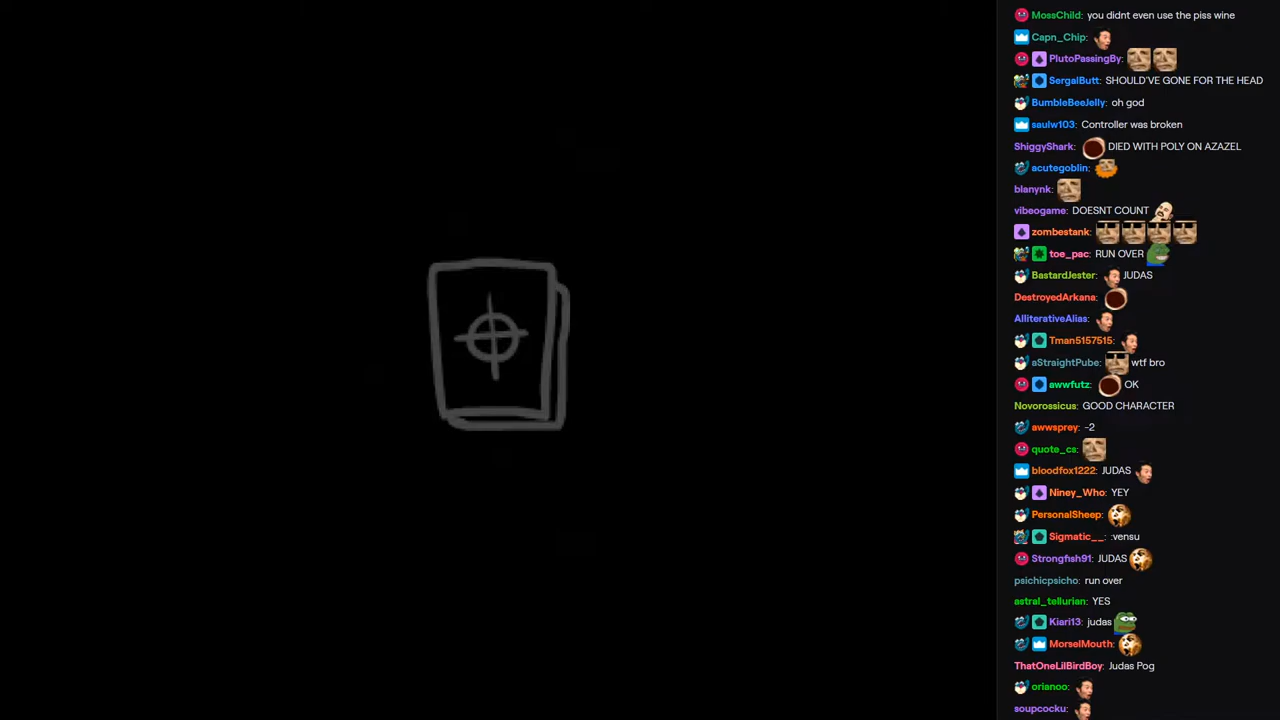 MossChild: you didnt even use the piss wine
Capn_Chip:
PlutoPassingBy:
SergalButt: SHOULD'VE GONE FOR THE HEAD
BumbleBeeJelly: oh god
saulw103: Controller was broken
ShiggyShark: DIED WITH POLY ON AZAZEL
acutegoblin:
blanynk:
vibeogame: DOESNT COUNT
zombestank:
toe_pac: RUN OVER
BastardJester: JUDAS
DestroyedArkana:
AlliterativeAlias:
Tman5157515:
aStraightPube: wtf bro
awwfutz: OK
Novorossicus: GOOD CHARACTER
awwsprey: -2
quote_cs:
bloodfox1222: JUDAS
Niney_Who: YEY
PersonalSheep:
Sigmatic__: :vensu
Strongfish91: JUDAS
psichicpsicho: run over
astral_tellurian: YES
Kiari13: judas
MorselMouth:
ThatOneLilBirdBoy: Judas Pog
orianoo:
soupcocku: